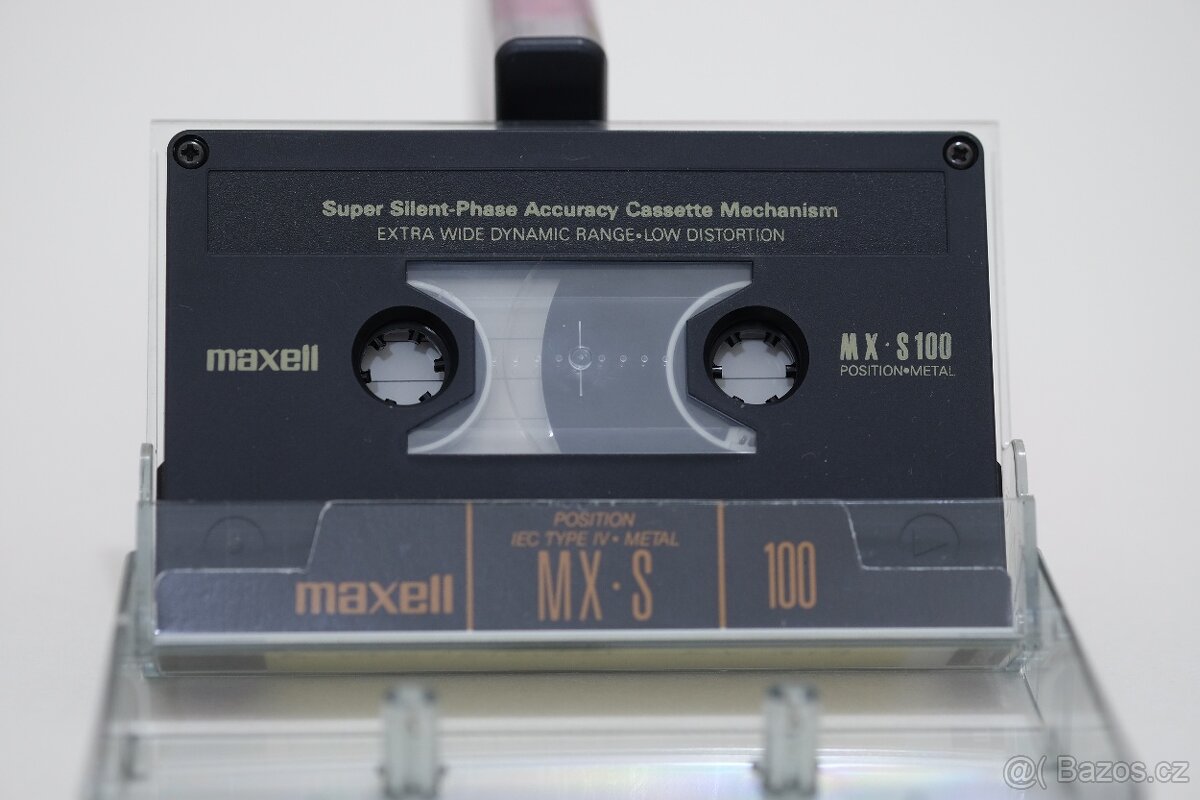 Super Silent-Phase Accuracy Cassette Mechanism
EXTRA WIDE DYNAMIC RANGE•LOW DISTORTION
maxell
MX·S100
POSITION•METAL
POSITION
IEC TYPE IV • METAL
maxell
MX·S
100
@( Bazos.cz